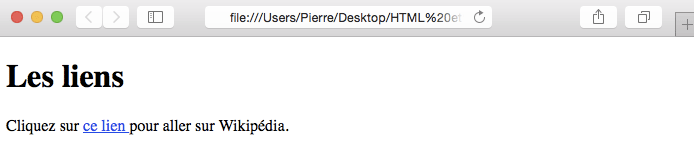 file:///Users/Pierre/Desktop/HTML%20et
Les liens
Cliquez sur ce lien pour aller sur Wikipédia.